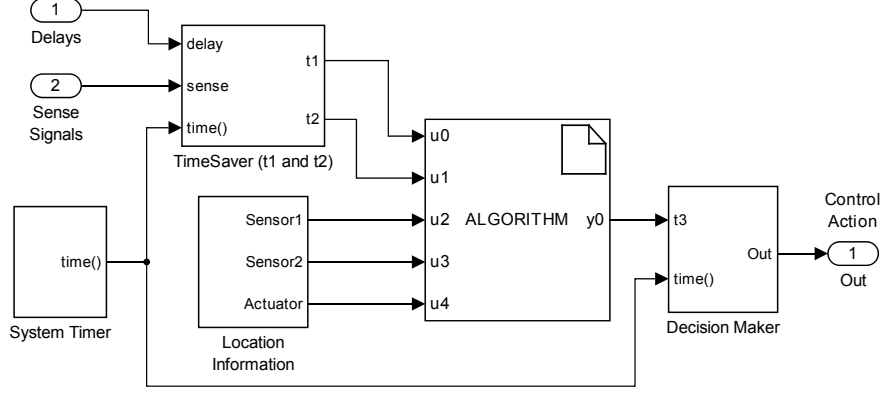 1
Delays
2
Sense
Signals
delay
sense
time()
t1
t2
TimeSaver (t1 and t2)
time()
System Timer
Sensor1
Sensor2
Actuator
Location
Information
u0
u1
u2
u3
u4
ALGORITHM
y0
t3
time()
Out
Decision Maker
Control
Action
1
Out